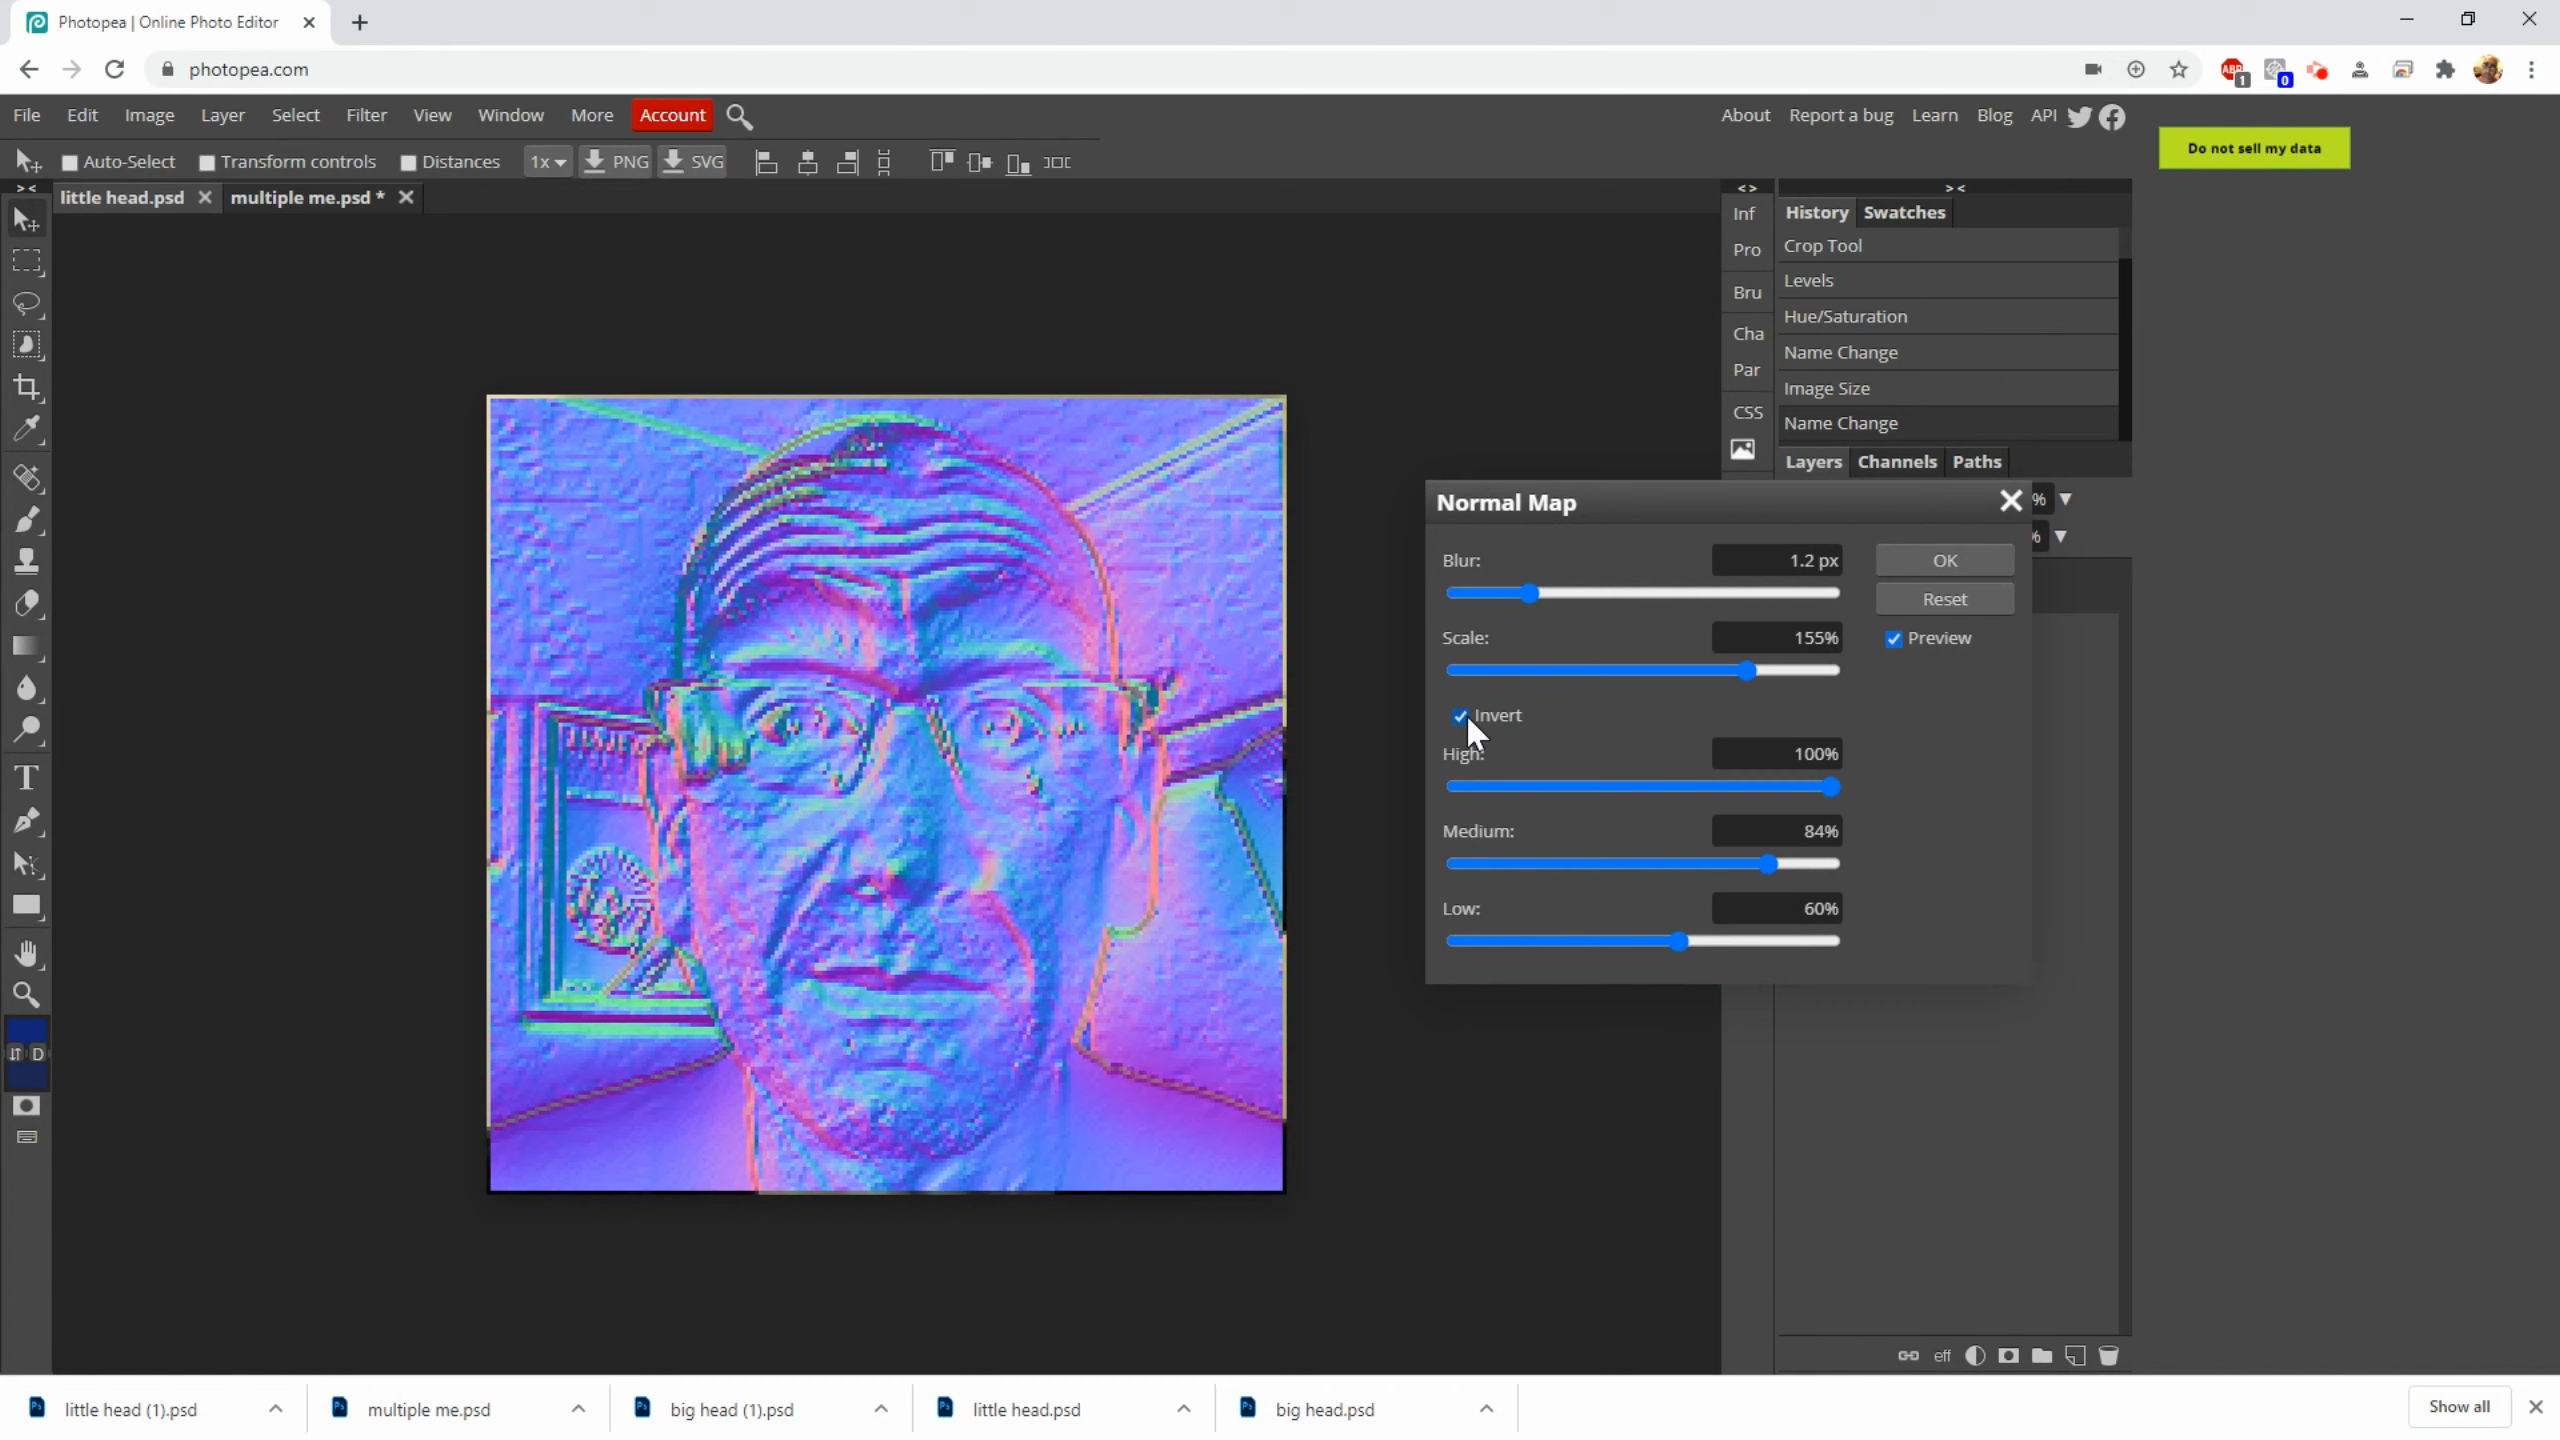 Photopea | Online Photo Editor
photopea.com
ABP 1 0
File Edit Image Layer Select Filter View Window More Account
About Report a bug Learn Blog API
Do not sell my data
Auto-Select Transform controls Distances 1x PNG SVG
> < < > > <
little head.psd multiple me.psd *
History Swatches
Inf
Pro
Bru
Cha
Par
CSS
Crop Tool
Levels
Hue/Saturation
Name Change
Image Size
Name Change
Layers Channels Paths
%
%
Normal Map
Blur: 1.2 px OK
Reset
Scale: 155% Preview
Invert
High: 100%
Medium: 84%
Low: 60%
T
D
eff
little head (1).psd multiple me.psd big head (1).psd little head.psd big head.psd Show all